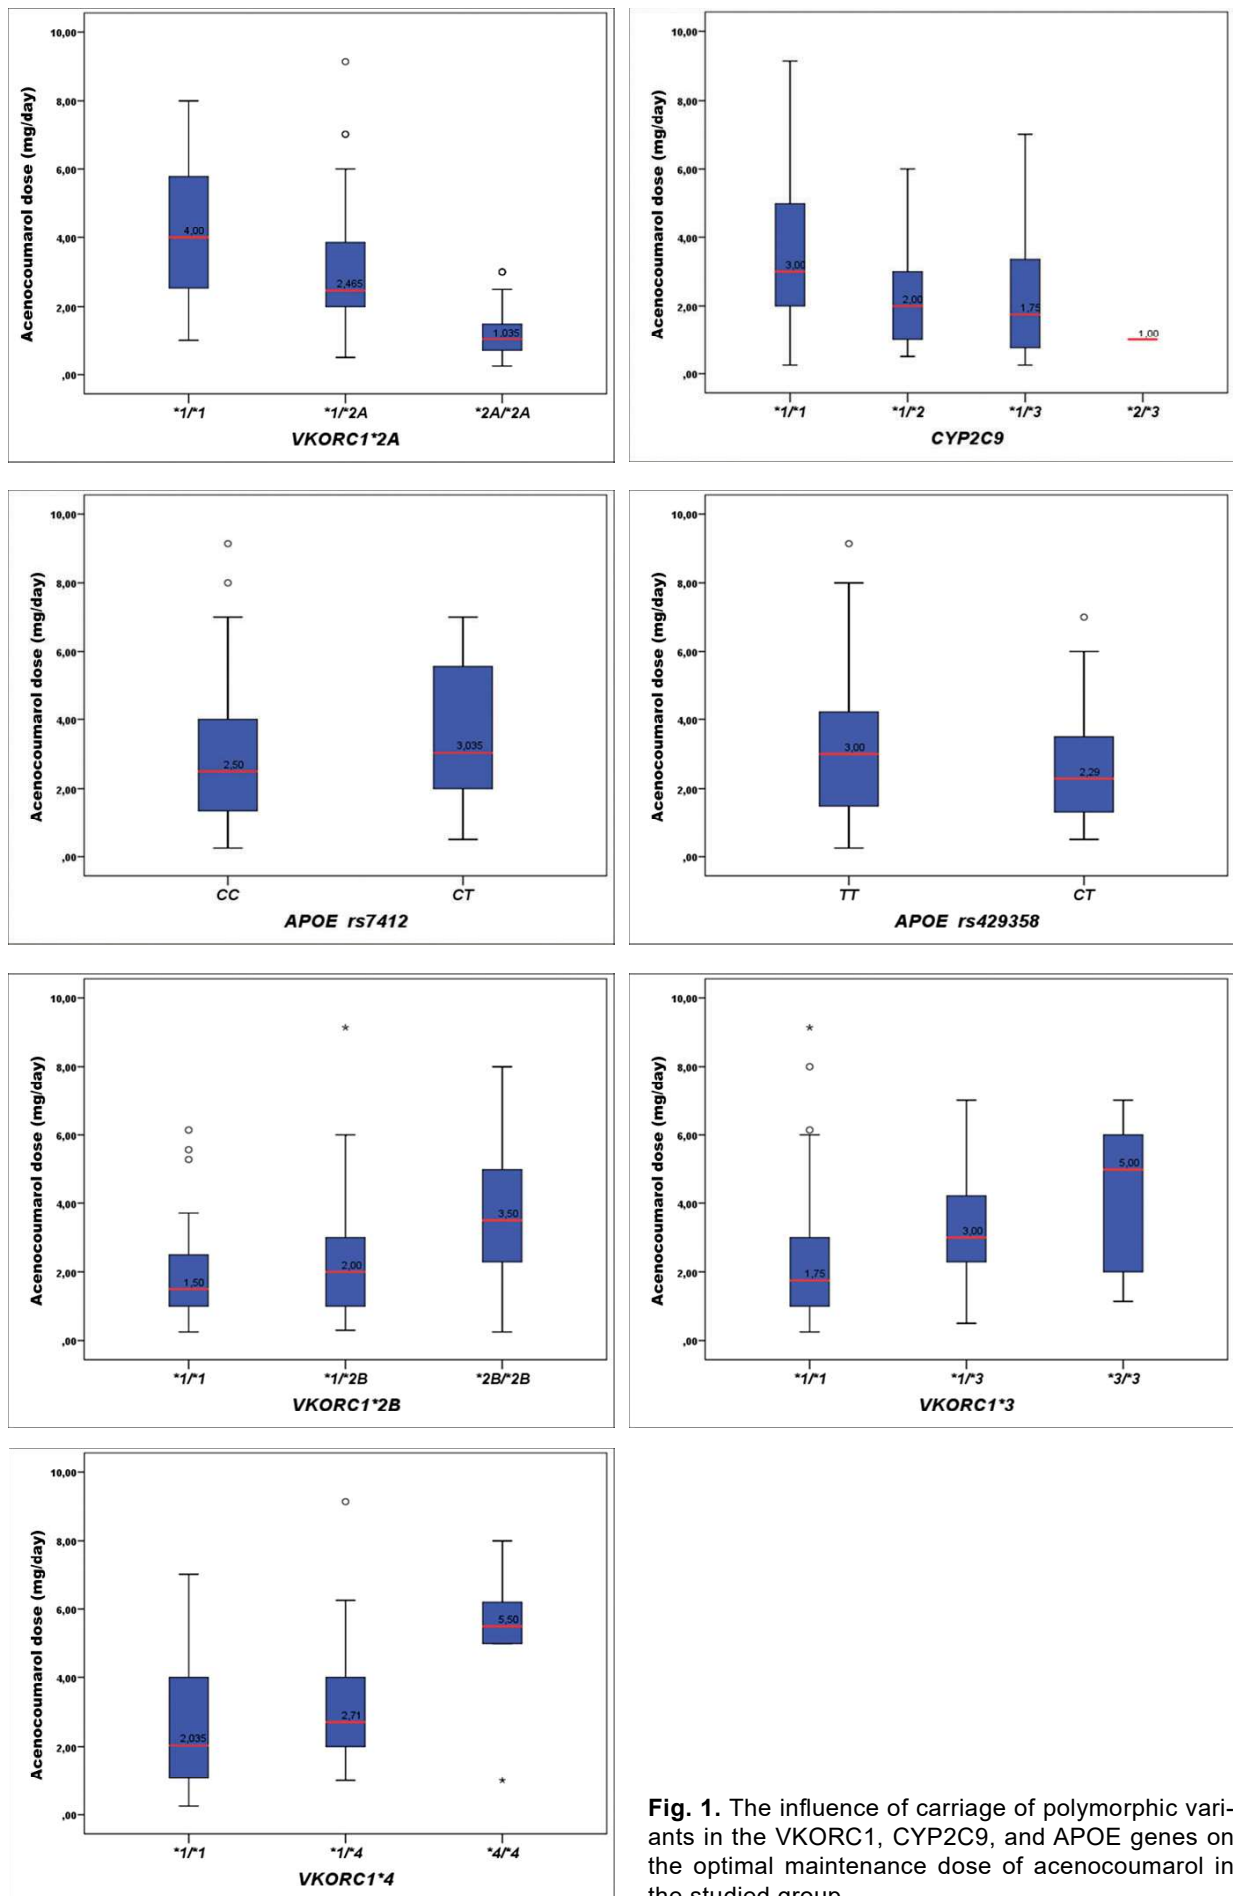 10,00
8,00
6,00
4,00
2,00
,00
Acenocoumarol dose (mg/day)
4,00
2,465
1,035
*1/*1 *1/*2A *2A/*2A
VKORC1*2A
10,00
8,00
6,00
4,00
2,00
,00
Acenocoumarol dose (mg/day)
3,00
2,00
1,75
1,00
*1/*1 *1/*2 *1/*3 *2/*3
CYP2C9
10,00
8,00
6,00
4,00
2,00
,00
Acenocoumarol dose (mg/day)
2,50
3,035
CC CT
APOE rs7412
10,00
8,00
6,00
4,00
2,00
,00
Acenocoumarol dose (mg/day)
3,00
2,29
TT CT
APOE rs429358
10,00
8,00
6,00
4,00
2,00
,00
Acenocoumarol dose (mg/day)
1,50
2,00
3,50
*1/*1 *1/*2B *2B/*2B
VKORC1*2B
10,00
8,00
6,00
4,00
2,00
,00
Acenocoumarol dose (mg/day)
1,75
3,00
5,00
*1/*1 *1/*3 *3/*3
VKORC1*3
10,00
8,00
6,00
4,00
2,00
,00
Acenocoumarol dose (mg/day)
2,035
2,71
5,50
*1/*1 *1/*4 *4/*4
VKORC1*4
Fig. 1. The influence of carriage of polymorphic vari-
ants in the VKORC1, CYP2C9, and APOE genes on
the optimal maintenance dose of acenocoumarol in
the studied group